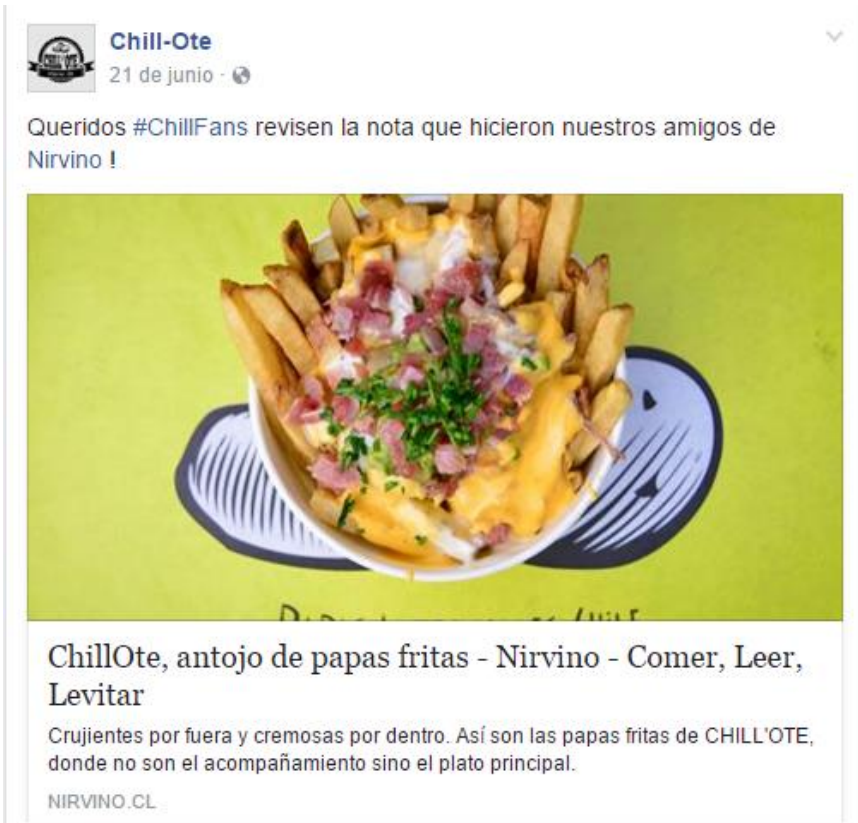 CHILL'OTE
Chill-Ote
21 de junio ·
Queridos #ChillFans revisen la nota que hicieron nuestros amigos de
Nirvino !
ChillOte, antojo de papas fritas - Nirvino - Comer, Leer,
Levitar
Crujientes por fuera y cremosas por dentro. Así son las papas fritas de CHILL'OTE,
donde no son el acompañamiento sino el plato principal.
NIRVINO.CL